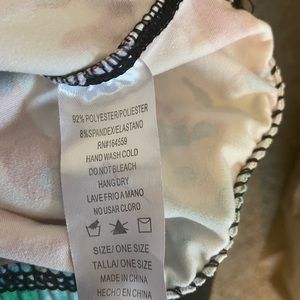 92% POLYESTER/POLIESTER
8% SPANDEX/ELASTANO
RN#164559
HAND WASH COLD
DO NOT BLEACH
HANG DRY
LAVE FRIO A MANO
NO USAR CLORO
SIZE/ ONE SIZE
TALLA/ ONE SIZE
MADE IN CHINA
HECHO EN CHINA